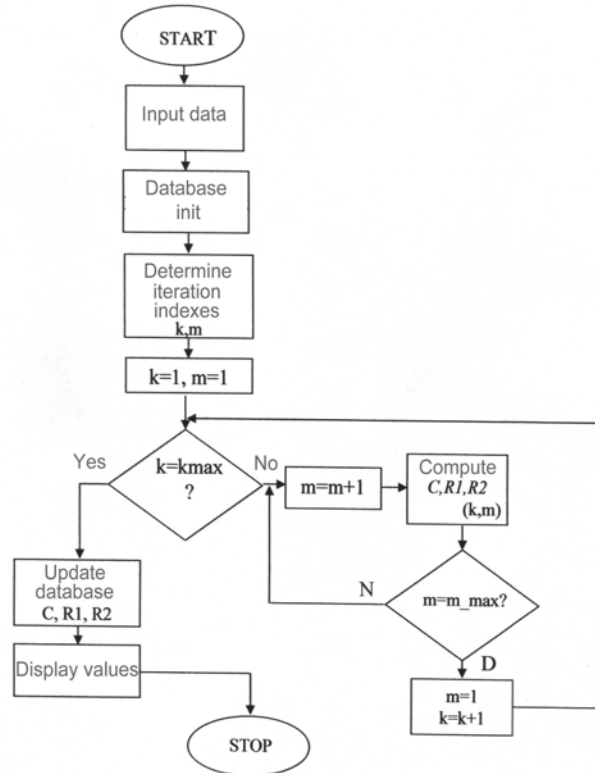 START
Input data
Database
init
Determine
iteration
indexes
k,m
k=1, m=1
Yes
k=kmax
?
No
m=m+1
Compute
C,R1,R2
(k,m)
Update
database
C, R1, R2
N
m=m_max?
D
Display values
m=1
k=k+1
STOP